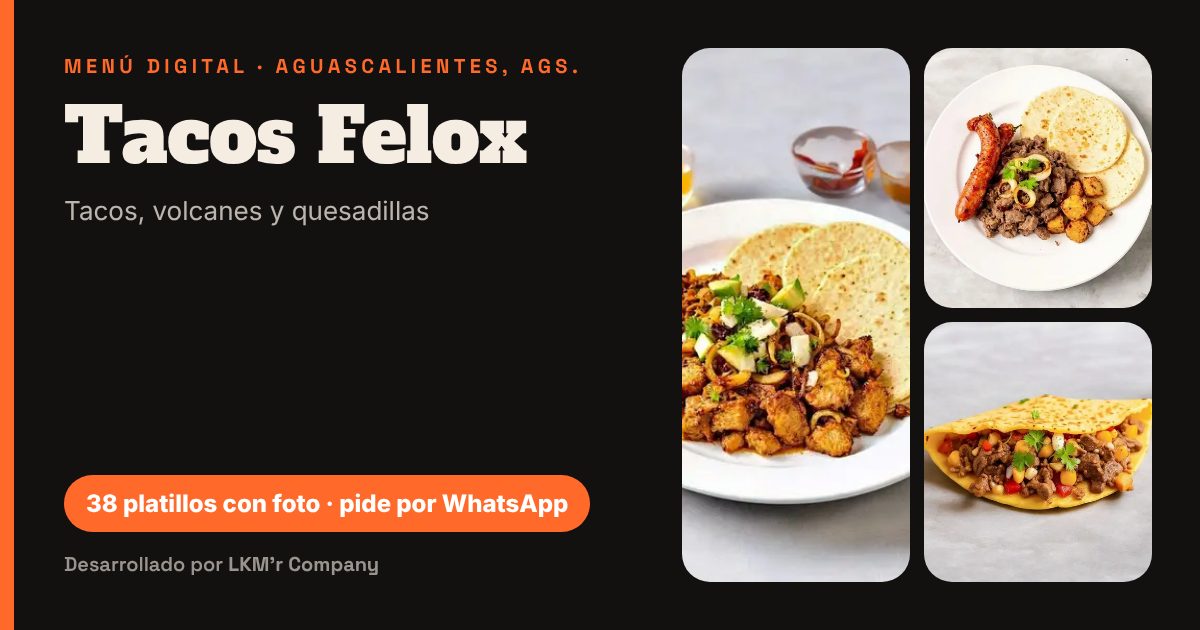 MENÚ DIGITAL · AGUASCALIENTES, AGS.
Tacos Felox
Tacos, volcanes y quesadillas
38 platillos con foto · pide por WhatsApp
Desarrollado por LKM’r Company